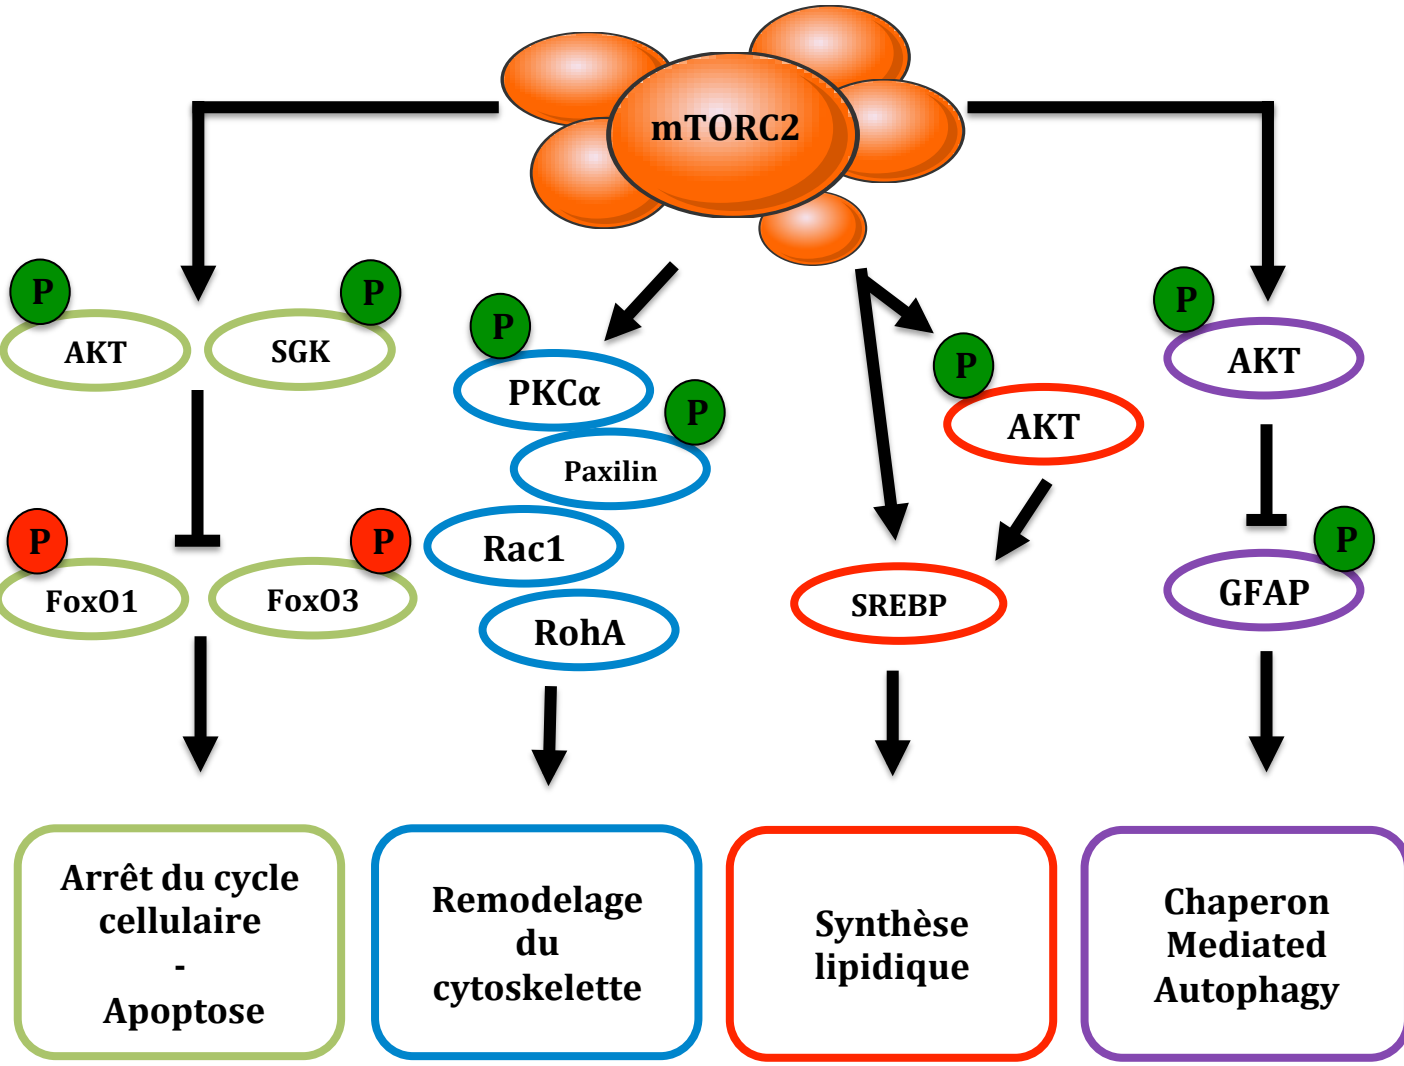 mTORC2
P
AKT
P
SGK
P
FoxO1
P
FoxO3
Arrêt du cycle
cellulaire
-
Apoptose
P
PKCα
P
Paxilin
Rac1
RohA
Remodelage
du
cytoskelette
P
AKT
SREBP
Synthèse
lipidique
P
AKT
P
GFAP
Chaperon
Mediated
Autophagy